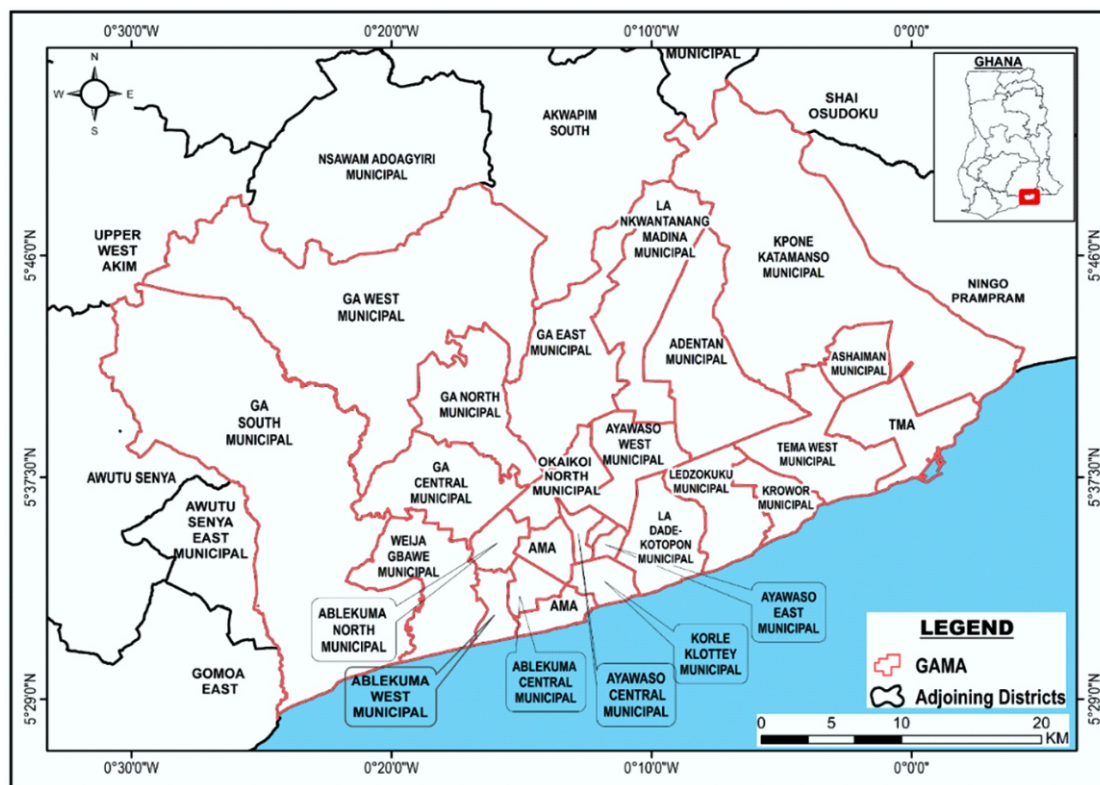 0°30'0"W
0°20'0"W
0°10'0"W
0°0'0"
N
W
E
S
GHANA
MUNICIPAL
SHAI
OSUDOKU
AKWAPIM
SOUTH
NSAWAM ADOAGYIRI
MUNICIPAL
LA
NKWANTANANG
MADINA
MUNICIPAL
UPPER
WEST
AKIM
KPONE
KATAMANSO
MUNICIPAL
5°46'0"N
5°46'0"N
NINGO
PRAMPRAM
GA WEST
MUNICIPAL
GA EAST
MUNICIPAL
ADENTAN
MUNICIPAL
ASHAIMAN
MUNICIPAL
GA NORTH
MUNICIPAL
GA
SOUTH
MUNICIPAL
TMA
AYAWASO
WEST
MUNICIPAL
TEMA WEST
MUNICIPAL
OKAIKOI
NORTH
MUNICIPAL
GA
CENTRAL
MUNICIPAL
LEDZOKUKU
MUNICIPAL
KROWOR
MUNICIPAL
AWUTU SENYA
5°37'30"N
5°37'30"N
AWUTU
SENYA
EAST
MUNICIPAL
WEIJA
GBAWE
MUNICIPAL
AMA
LA
DADE-
KOTOPON
MUNICIPAL
AMA
ABLEKUMA
NORTH
MUNICIPAL
AYAWASO
EAST
MUNICIPAL
KORLE
KLOTTEY
MUNICIPAL
GOMOA
EAST
ABLEKUMA
WEST
MUNICIPAL
ABLEKUMA
CENTRAL
MUNICIPAL
AYAWASO
CENTRAL
MUNICIPAL
LEGEND
GAMA
Adjoining Districts
5°29'0"N
5°29'0"N
0 5 10 20
KM
0°30'0"W
0°20'0"W
0°10'0"W
0°0'0"